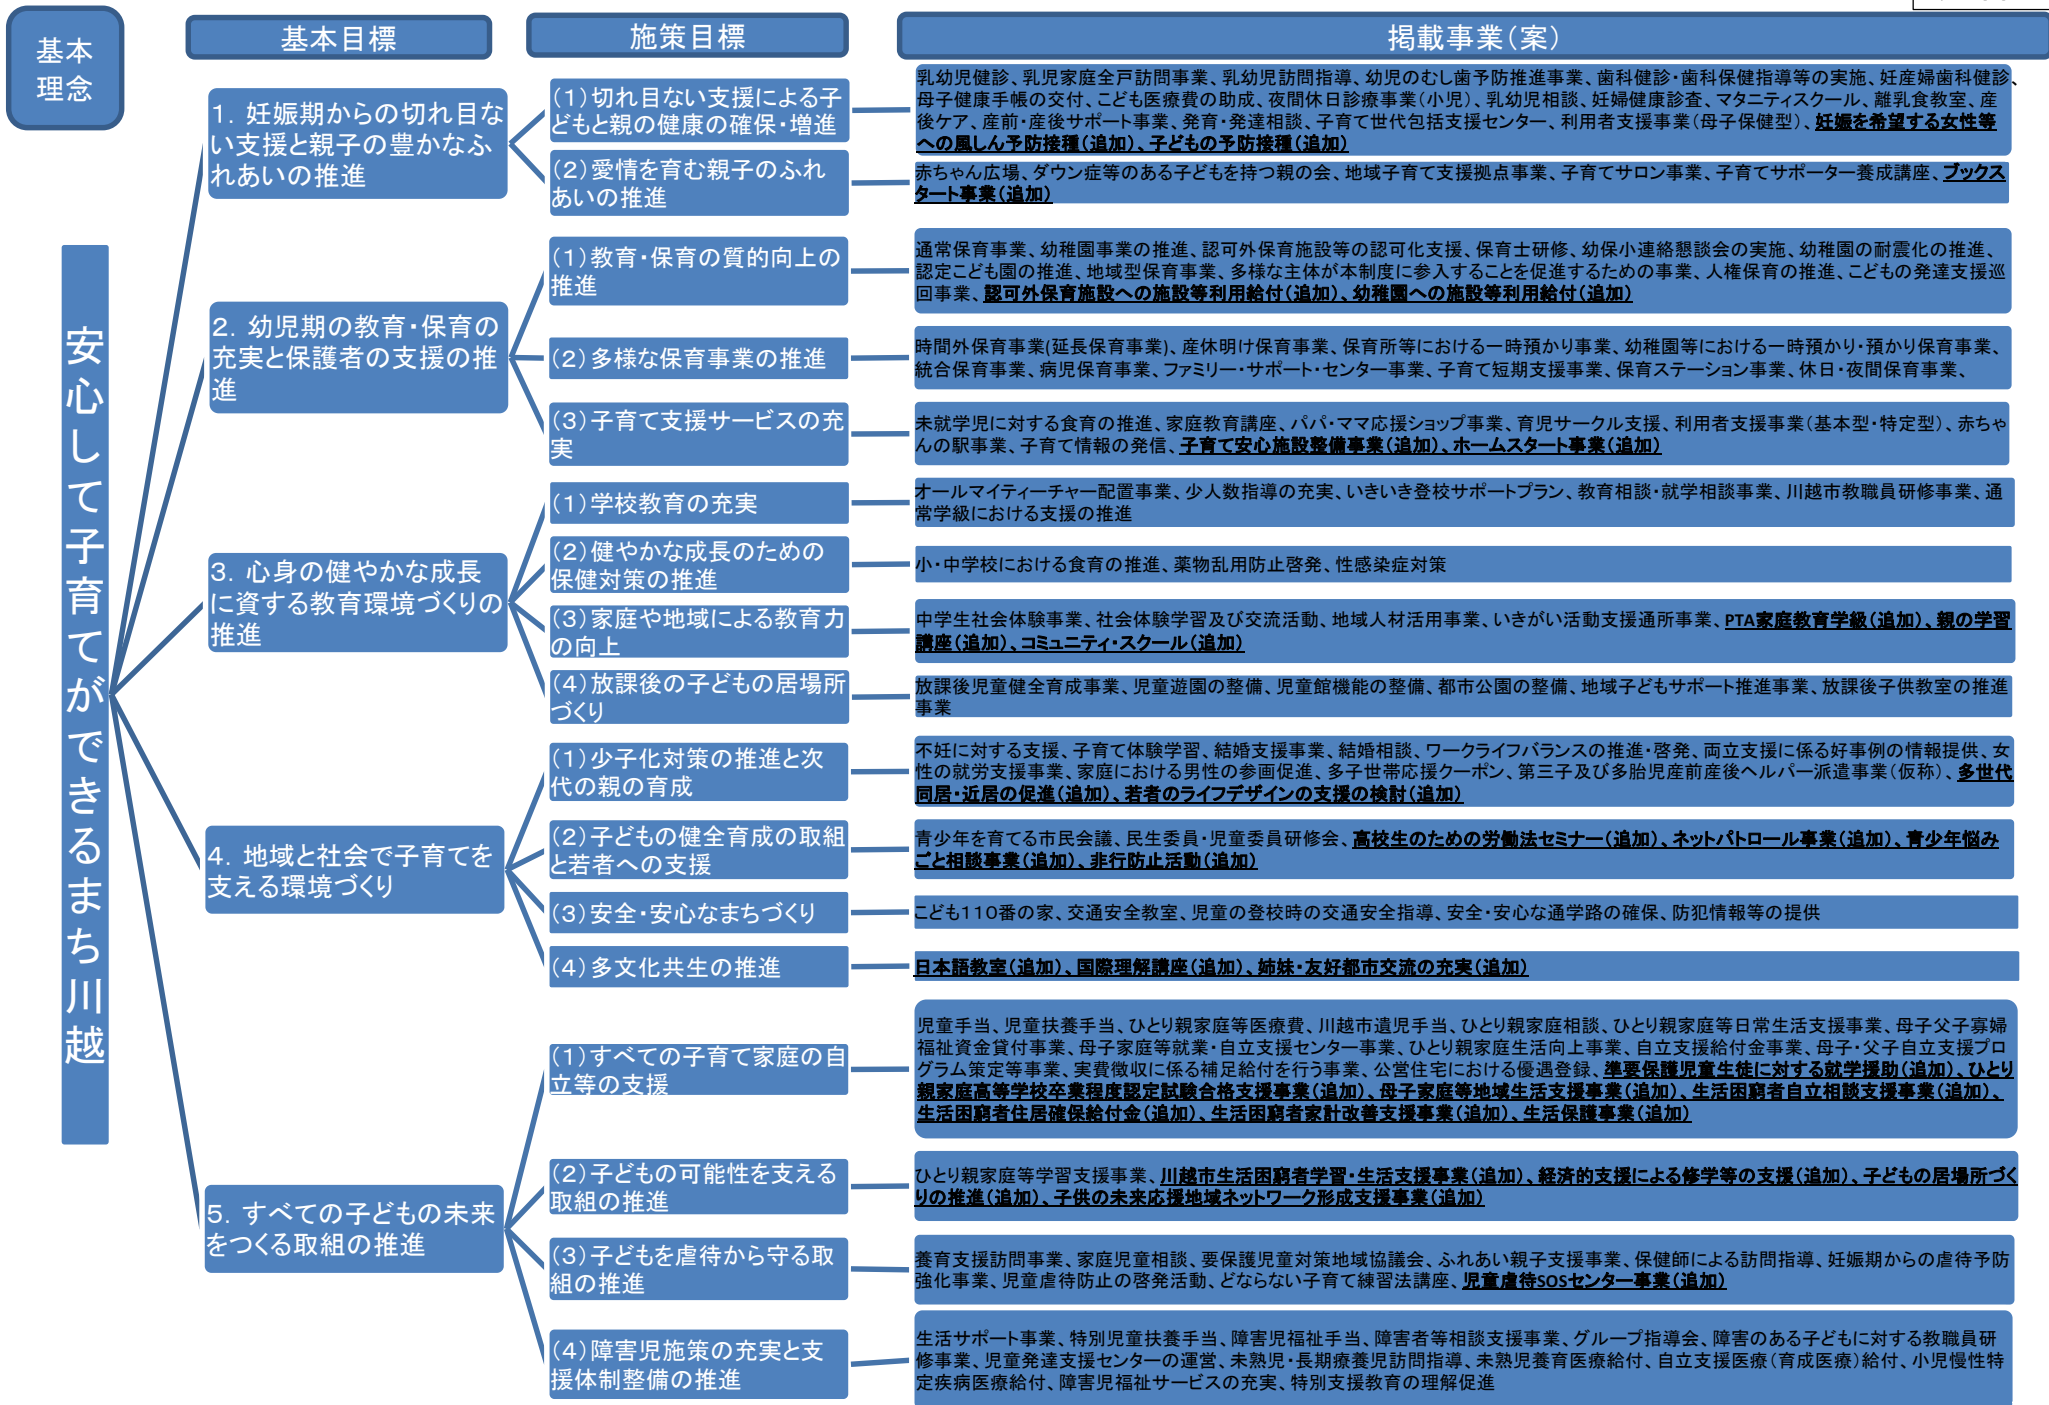 基本
理念
基本目標
施策目標
掲載事業(案)
安心して子育てができるまち川越
1．妊娠期からの切れ目な
い支援と親子の豊かなふ
れあいの推進
(1)切れ目ない支援による子
どもと親の健康の確保・増進
乳幼児健診、乳児家庭全戸訪問事業、乳幼児訪問指導、幼児のむし歯予防推進事業、歯科健診・歯科保健指導等の実施、妊産婦歯科健診、
母子健康手帳の交付、こども医療費の助成、夜間休日診療事業(小児)、乳幼児相談、妊婦健康診査、マタニティスクール、離乳食教室、産
後ケア、産前・産後サポート事業、発育・発達相談、子育て世代包括支援センター、利用者支援事業(母子保健型)、妊娠を希望する女性等
への風しん予防接種(追加)、子どもの予防接種(追加)
(2)愛情を育む親子のふれ
あいの推進
赤ちゃん広場、ダウン症等のある子どもを持つ親の会、地域子育て支援拠点事業、子育てサロン事業、子育てサポーター養成講座、ブックス
タート事業(追加)
2．幼児期の教育・保育の
充実と保護者の支援の推
進
(1)教育・保育の質的向上の
推進
通常保育事業、幼稚園事業の推進、認可外保育施設等の認可化支援、保育士研修、幼保小連絡懇談会の実施、幼稚園の耐震化の推進、
認定こども園の推進、地域型保育事業、多様な主体が本制度に参入することを促進するための事業、人権保育の推進、こどもの発達支援巡
回事業、認可外保育施設への施設等利用給付(追加)、幼稚園への施設等利用給付(追加)
(2)多様な保育事業の推進
時間外保育事業(延長保育事業)、産休明け保育事業、保育所等における一時預かり事業、幼稚園等における一時預かり・預かり保育事業、
統合保育事業、病児保育事業、ファミリー・サポート・センター事業、子育て短期支援事業、保育ステーション事業、休日・夜間保育事業、
(3)子育て支援サービスの充
実
未就学児に対する食育の推進、家庭教育講座、パパ・ママ応援ショップ事業、育児サークル支援、利用者支援事業(基本型・特定型)、赤ちゃ
んの駅事業、子育て情報の発信、子育て安心施設整備事業(追加)、ホームスタート事業(追加)
3．心身の健やかな成長
に資する教育環境づくりの
推進
(1)学校教育の充実
オールマイティーチャー配置事業、少人数指導の充実、いきいき登校サポートプラン、教育相談・就学相談事業、川越市教職員研修事業、通
常学級における支援の推進
(2)健やかな成長のための
保健対策の推進
小・中学校における食育の推進、薬物乱用防止啓発、性感染症対策
(3)家庭や地域による教育力
の向上
中学生社会体験事業、社会体験学習及び交流活動、地域人材活用事業、いきがい活動支援通所事業、PTA家庭教育学級(追加)、親の学習
講座(追加)、コミュニティ・スクール(追加)
(4)放課後の子どもの居場所
づくり
放課後児童健全育成事業、児童遊園の整備、児童館機能の整備、都市公園の整備、地域子どもサポート推進事業、放課後子供教室の推進
事業
4．地域と社会で子育てを
支える環境づくり
(1)少子化対策の推進と次
代の親の育成
不妊に対する支援、子育て体験学習、結婚支援事業、結婚相談、ワークライフバランスの推進・啓発、両立支援に係る好事例の情報提供、女
性の就労支援事業、家庭における男性の参画促進、多子世帯応援クーポン、第三子及び多胎児産前産後ヘルパー派遣事業(仮称)、多世代
同居・近居の促進(追加)、若者のライフデザインの支援の検討(追加)
(2)子どもの健全育成の取組
と若者への支援
青少年を育てる市民会議、民生委員・児童委員研修会、高校生のための労働法セミナー(追加)、ネットパトロール事業(追加)、青少年悩み
ごと相談事業(追加)、非行防止活動(追加)
(3)安全・安心なまちづくり
こども110番の家、交通安全教室、児童の登校時の交通安全指導、安全・安心な通学路の確保、防犯情報等の提供
(4)多文化共生の推進
日本語教室(追加)、国際理解講座(追加)、姉妹・友好都市交流の充実(追加)
5．すべての子どもの未来
をつくる取組の推進
(1)すべての子育て家庭の自
立等の支援
児童手当、児童扶養手当、ひとり親家庭等医療費、川越市遺児手当、ひとり親家庭相談、ひとり親家庭等日常生活支援事業、母子父子寡婦
福祉資金貸付事業、母子家庭等就業・自立支援センター事業、ひとり親家庭生活向上事業、自立支援給付金事業、母子・父子自立支援プロ
グラム策定等事業、実費徴収に係る補足給付を行う事業、公営住宅における優遇登録、準要保護児童生徒に対する就学援助(追加)、ひとり
親家庭高等学校卒業程度認定試験合格支援事業(追加)、母子家庭等地域生活支援事業(追加)、生活困窮者自立相談支援事業(追加)、
生活困窮者住居確保給付金(追加)、生活困窮者家計改善支援事業(追加)、生活保護事業(追加)
(2)子どもの可能性を支える
取組の推進
ひとり親家庭等学習支援事業、川越市生活困窮者学習・生活支援事業(追加)、経済的支援による修学等の支援(追加)、子どもの居場所づく
りの推進(追加)、子供の未来応援地域ネットワーク形成支援事業(追加)
(3)子どもを虐待から守る取
組の推進
養育支援訪問事業、家庭児童相談、要保護児童対策地域協議会、ふれあい親子支援事業、保健師による訪問指導、妊娠期からの虐待予防
強化事業、児童虐待防止の啓発活動、どならない子育て練習法講座、児童虐待SOSセンター事業(追加)
(4)障害児施策の充実と支
援体制整備の推進
生活サポート事業、特別児童扶養手当、障害児福祉手当、障害者等相談支援事業、グループ指導会、障害のある子どもに対する教職員研
修事業、児童発達支援センターの運営、未熟児・長期療養児訪問指導、未熟児養育医療給付、自立支援医療(育成医療)給付、小児慢性特
定疾病医療給付、障害児福祉サービスの充実、特別支援教育の理解促進